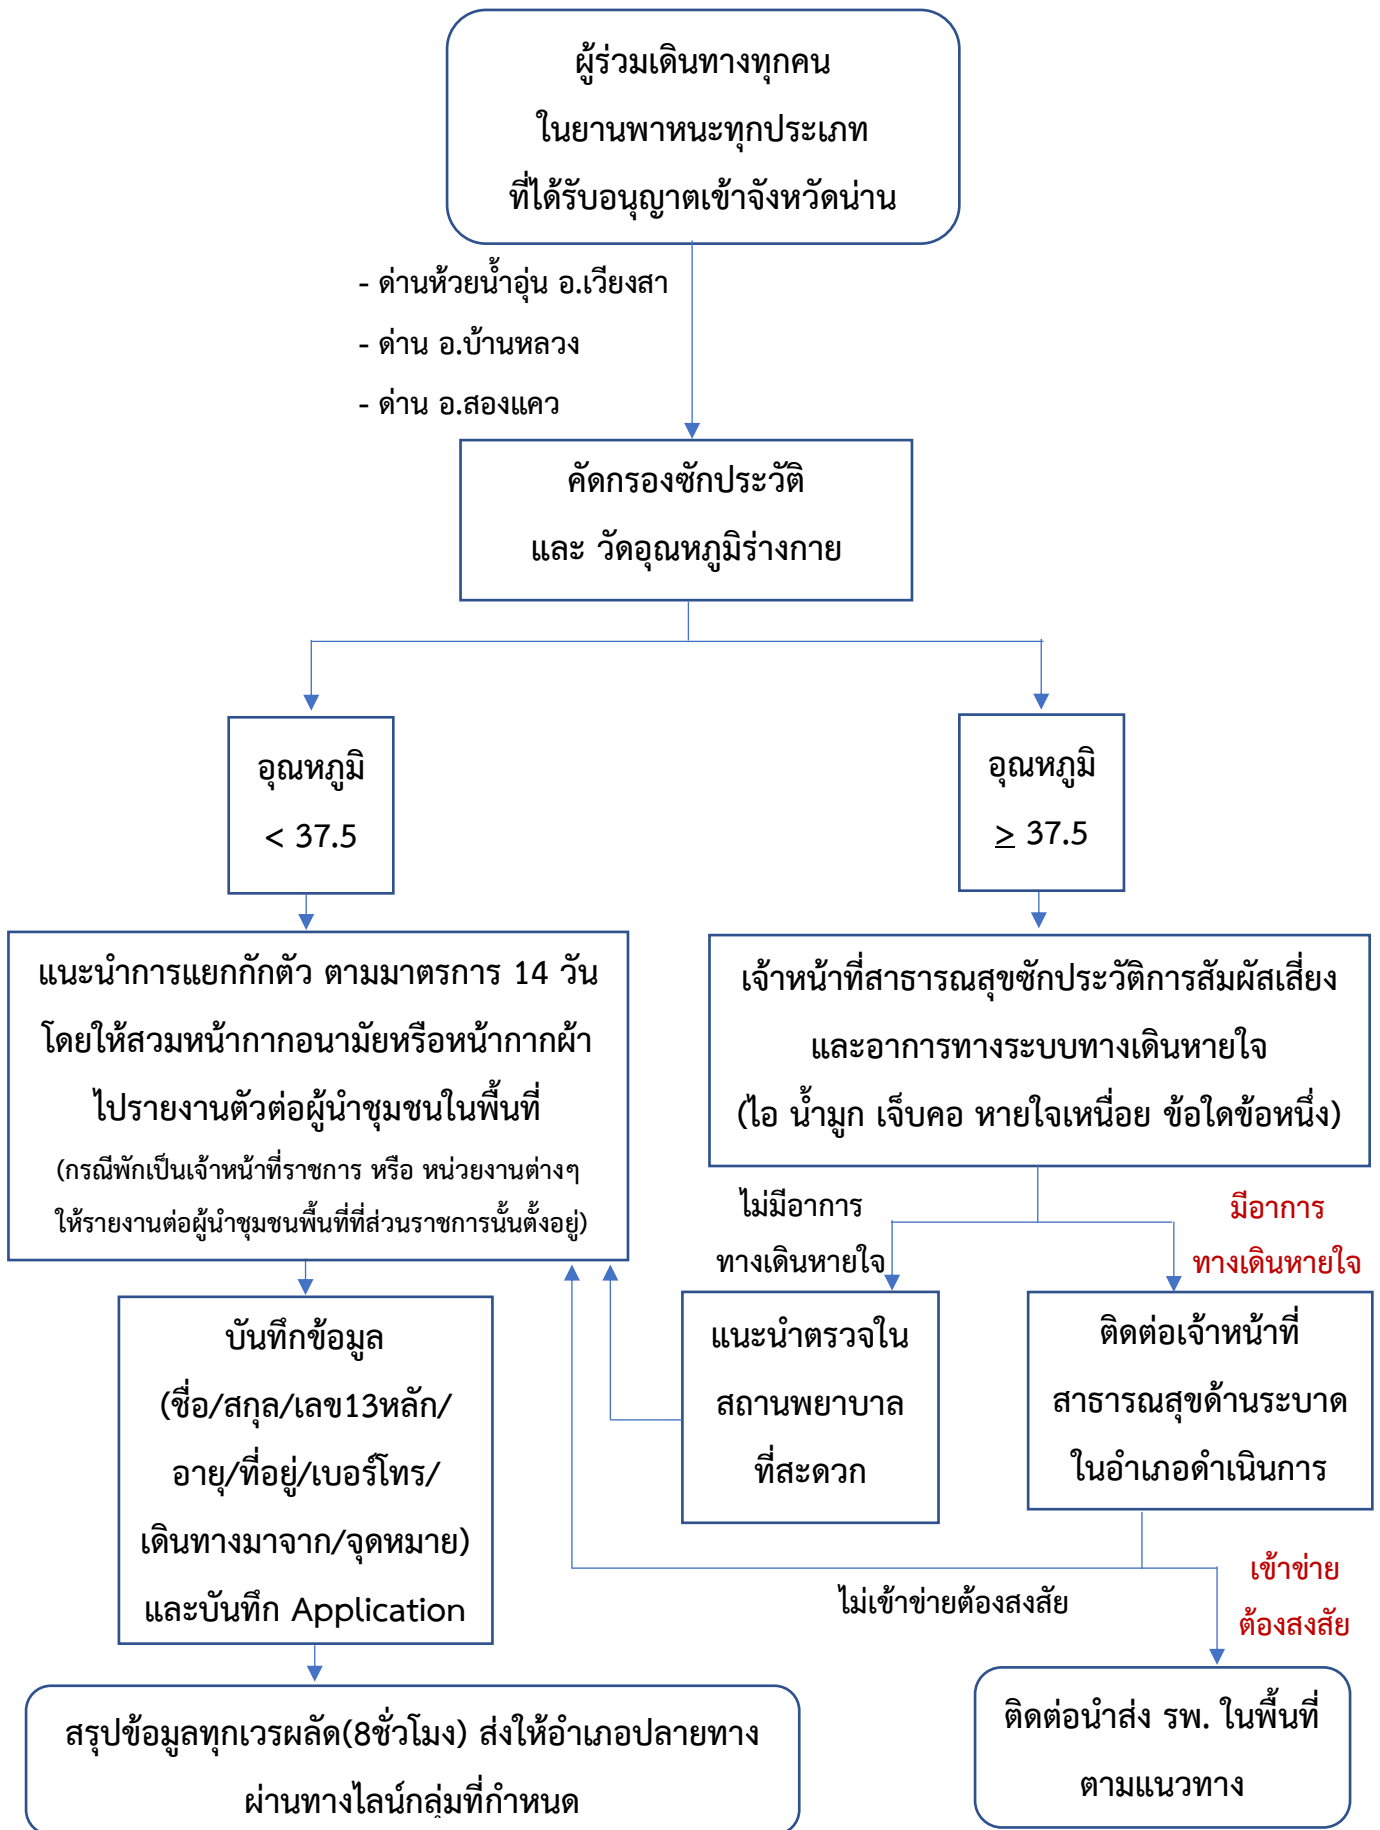 ผู้ร่วมเดินทางทุกคน
ในยานพาหนะทุกประเภท
ที่ได้รับอนุญาตเข้าจังหวัดน่าน
- ด่านห้วยน้ำอุ่น อ.เวียงสา
- ด่าน อ.บ้านหลวง
- ด่าน อ.สองแคว
คัดกรองซักประวัติ
และ วัดอุณหภูมิร่างกาย
อุณหภูมิ
< 37.5
อุณหภูมิ
≥ 37.5
แนะนำการแยกกักตัว ตามมาตรการ 14 วัน
โดยให้สวมหน้ากากอนามัยหรือหน้ากากผ้า
ไปรายงานตัวต่อผู้นำชุมชนในพื้นที่
(กรณีพักเป็นเจ้าหน้าที่ราชการ หรือ หน่วยงานต่างๆ
ให้รายงานต่อผู้นำชุมชนพื้นที่ที่ส่วนราชการนั้นตั้งอยู่)
เจ้าหน้าที่สาธารณสุขซักประวัติการสัมผัสเสี่ยง
และอาการทางระบบทางเดินหายใจ
(ไอ น้ำมูก เจ็บคอ หายใจเหนื่อย ข้อใดข้อหนึ่ง)
ไม่มีอาการ
ทางเดินหายใจ
มีอาการ
ทางเดินหายใจ
บันทึกข้อมูล
(ชื่อ/สกุล/เลข13หลัก/
อายุ/ที่อยู่/เบอร์โทร/
เดินทางมาจาก/จุดหมาย)
และบันทึก Application
แนะนำตรวจใน
สถานพยาบาล
ที่สะดวก
ติดต่อเจ้าหน้าที่
สาธารณสุขด้านระบาด
ในอำเภอดำเนินการ
ไม่เข้าข่ายต้องสงสัย
เข้าข่าย
ต้องสงสัย
สรุปข้อมูลทุกเวรผลัด(8ชั่วโมง) ส่งให้อำเภอปลายทาง
ผ่านทางไลน์กลุ่มที่กำหนด
ติดต่อนำส่ง รพ. ในพื้นที่
ตามแนวทาง